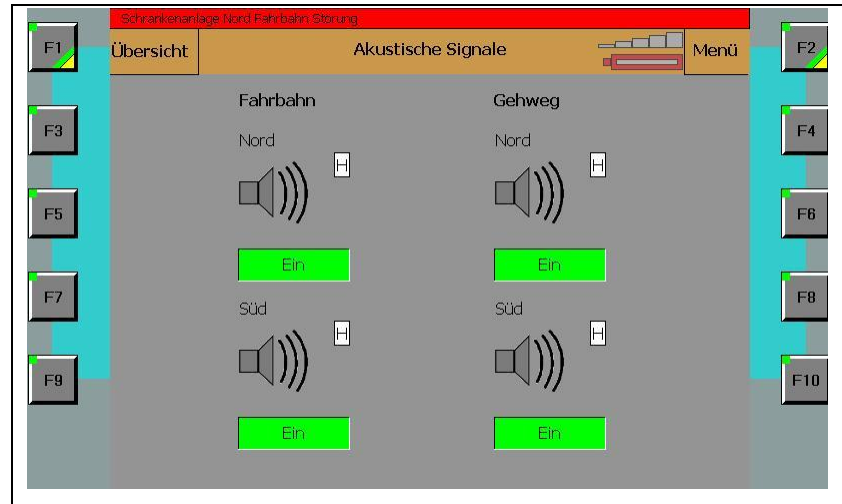 Schrankenanlage Nord Fahrbahn Störung
F1 Übersicht Akustische Signale Menü F2
Fahrbahn Gehweg
F3 Nord Nord F4
H H
F5 F6
Ein Ein
F7 Süd Süd F8
H H
F9 F10
Ein Ein